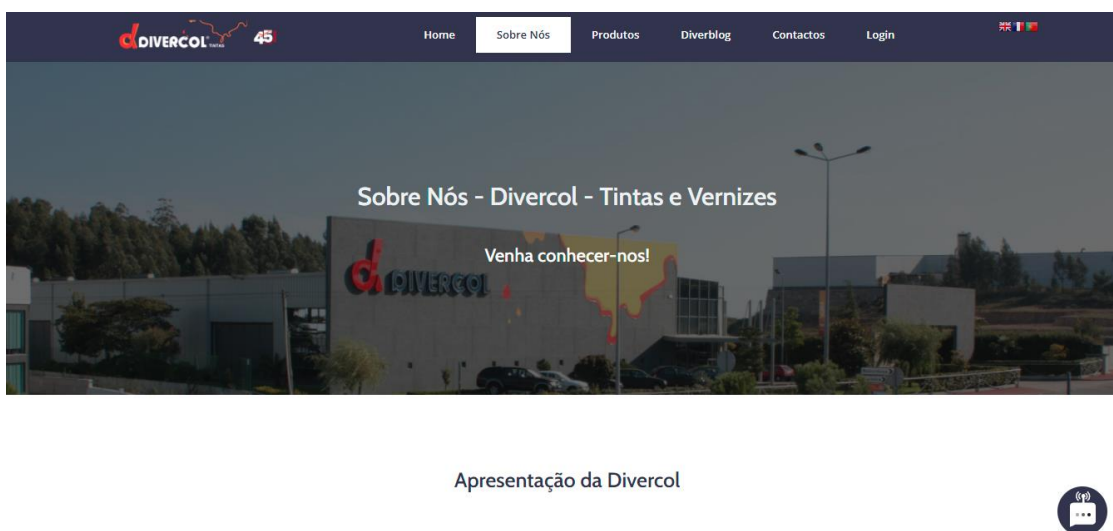 DIVERCOL
TINTAS
45
Home
Sobre Nós
Produtos
Diverblog
Contactos
Login
Sobre Nós - Divercol - Tintas e Vernizes
Venha conhecer-nos!
d. DIVERCOL
Apresentação da Divercol